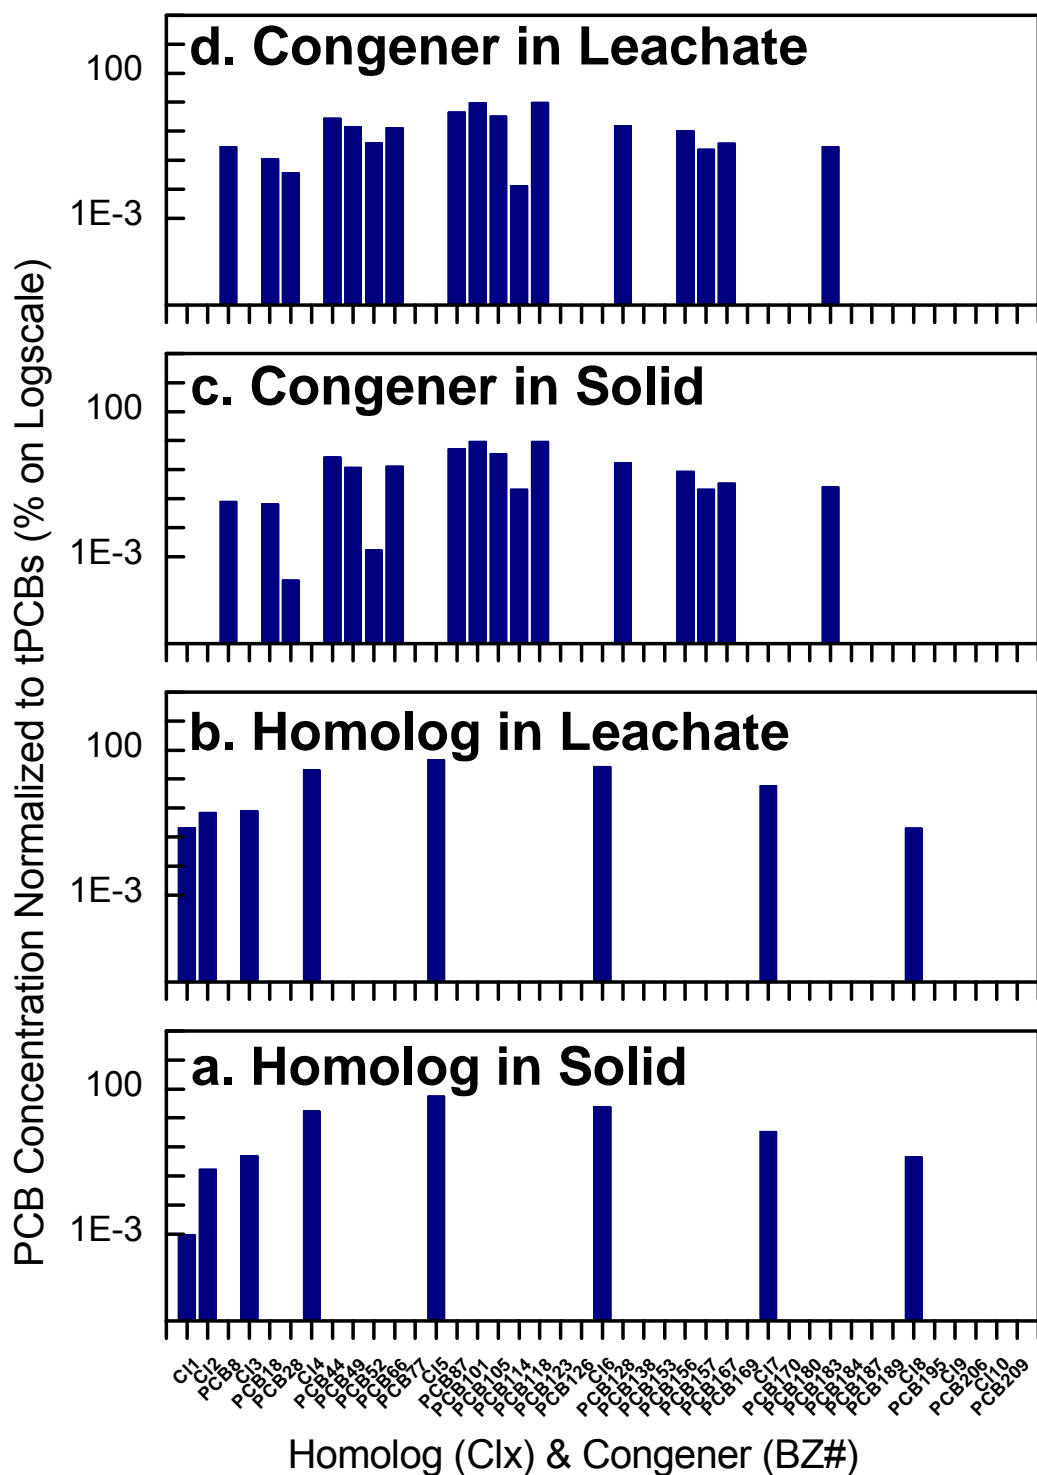 PCB Concentration Normalized to tPCBs (% on Logscale)
d. Congener in Leachate
100
1E-3
c. Congener in Solid
100
1E-3
b. Homolog in Leachate
100
1E-3
a. Homolog in Solid
100
1E-3
Cl1
Cl2
PCB8
Cl3
PCB18
PCB28
Cl4
PCB44
PCB49
PCB52
PCB66
PCB77
Cl5
PCB87
PCB101
PCB105
PCB114
PCB118
PCB123
PCB126
Cl6
PCB128
PCB138
PCB153
PCB156
PCB157
PCB167
PCB169
Cl7
PCB170
PCB180
PCB183
PCB184
PCB187
PCB189
Cl8
PCB195
Cl9
PCB206
Cl10
PCB209
Homolog (Clx) & Congener (BZ#)